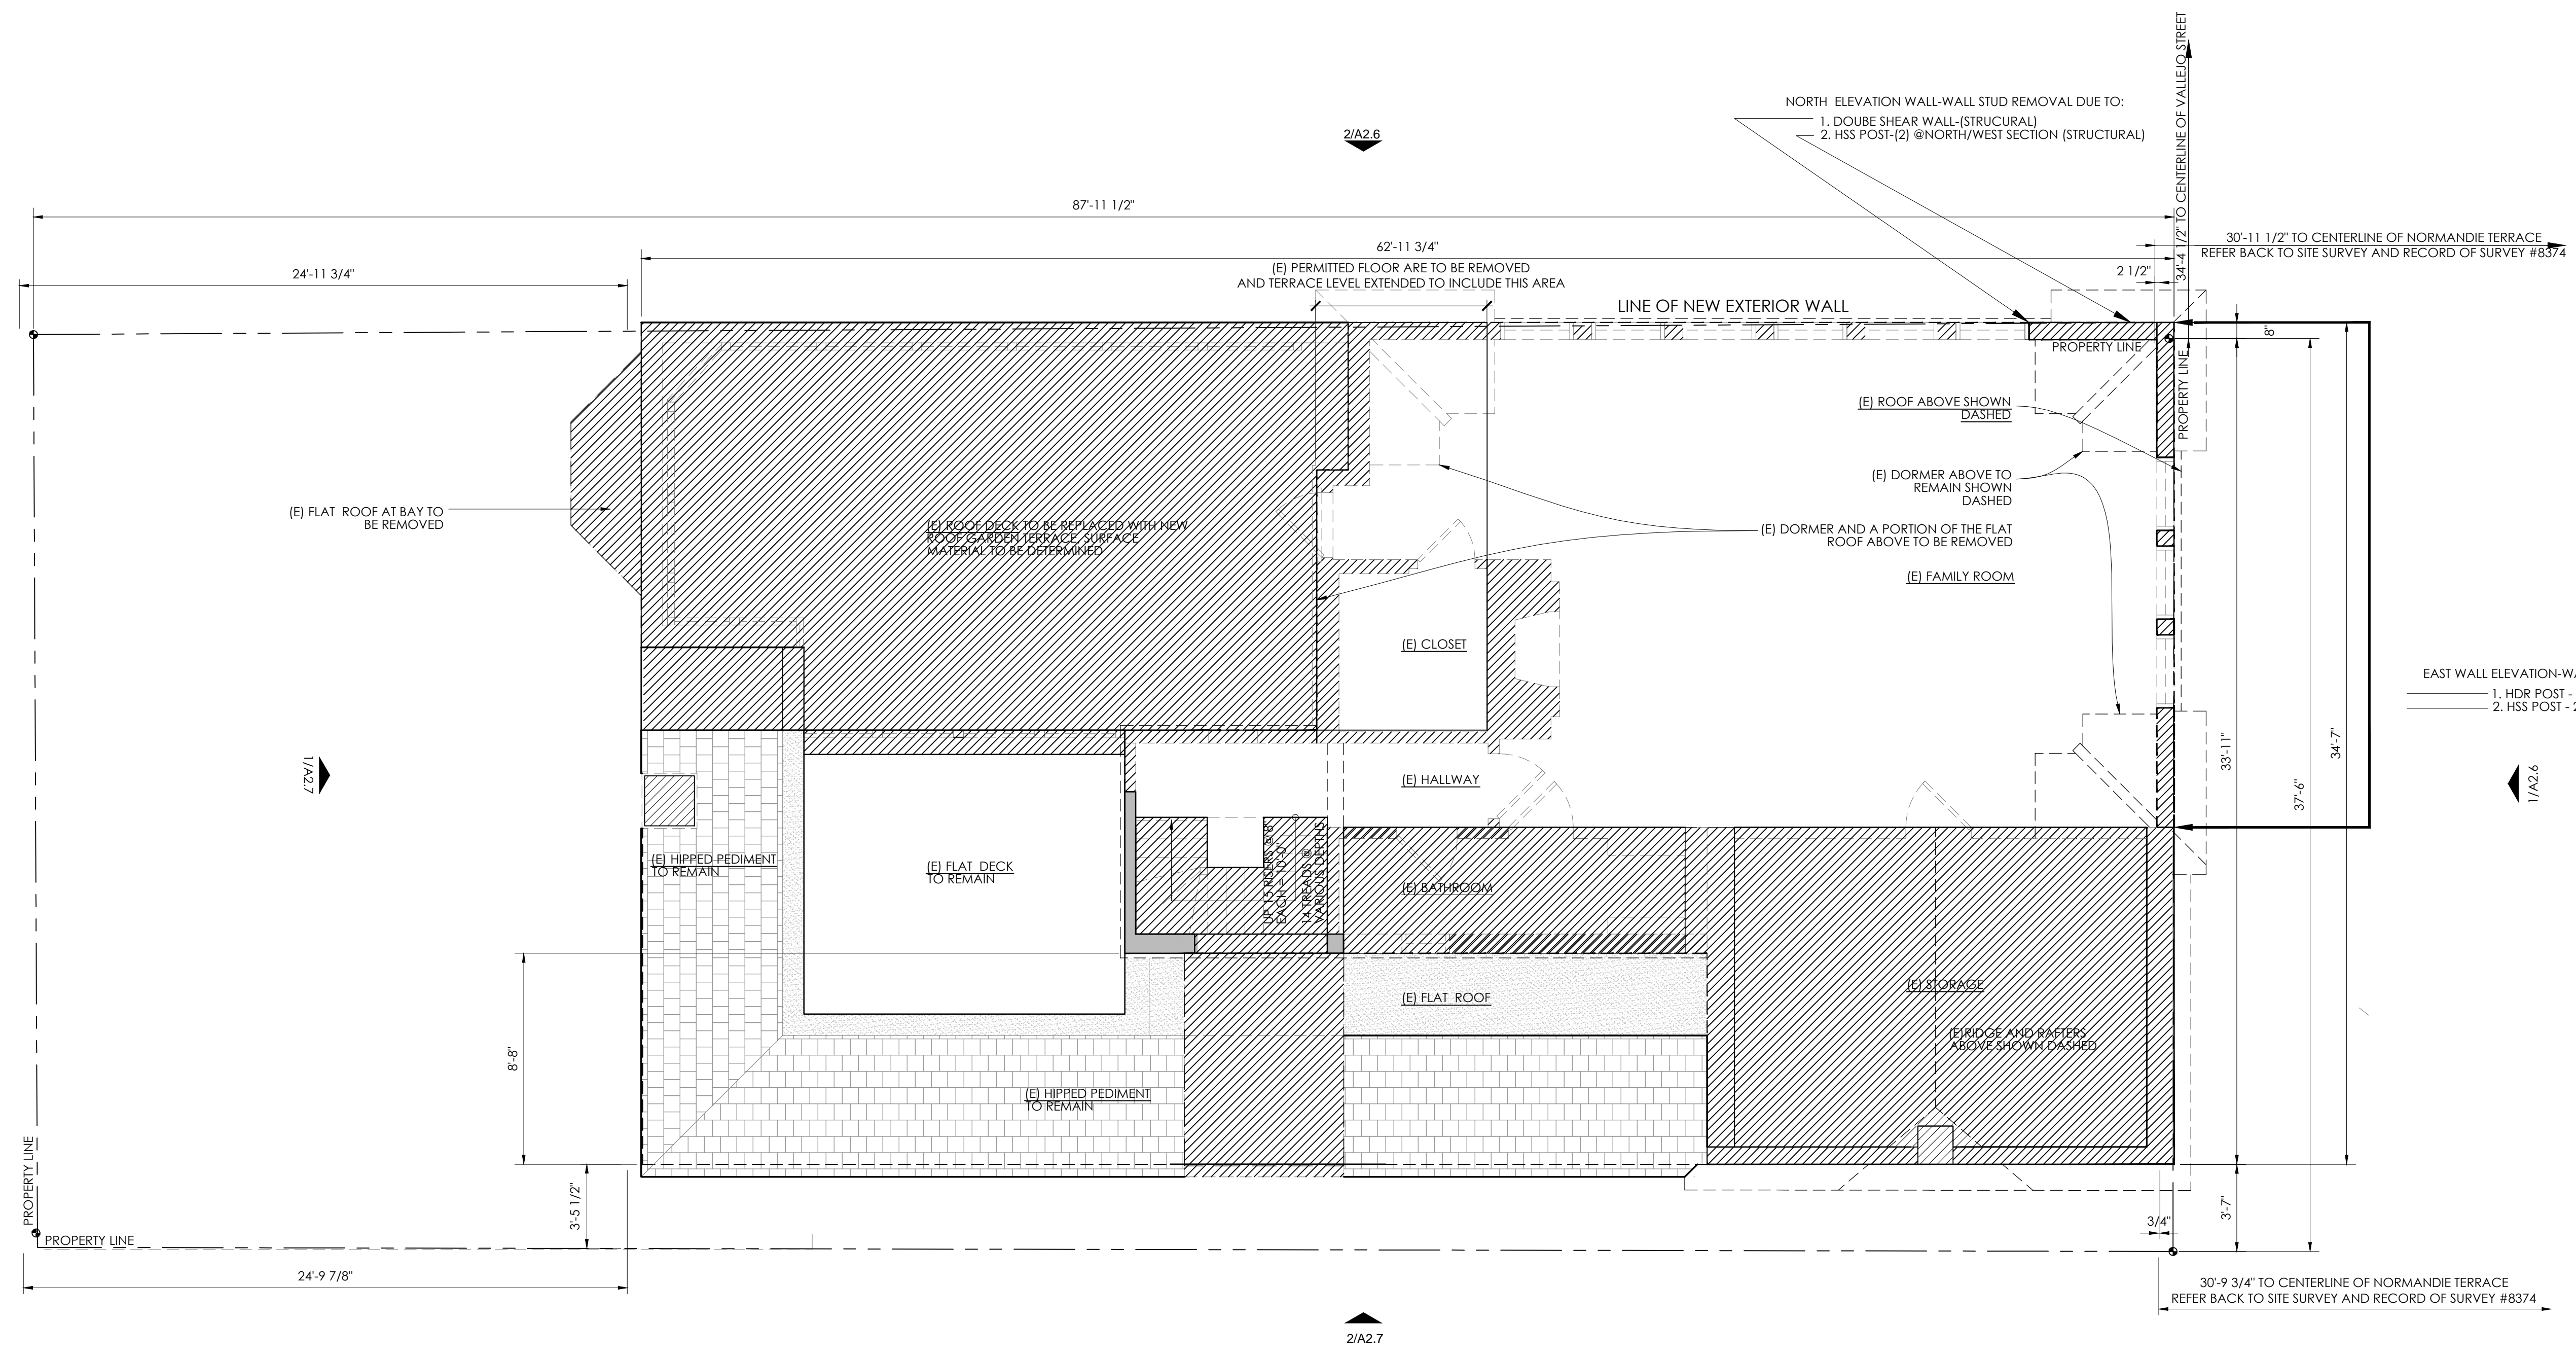 34'-4 1/2" TO CENTERLINE OF VALLEJO STREET
NORTH ELEVATION WALL-WALL STUD REMOVAL DUE TO:
1. DOUBE SHEAR WALL-(STRUCURAL)
2. HSS POST-(2) @NORTH/WEST SECTION (STRUCTURAL)
2/A2.6
87'-11 1/2"
62'-11 3/4"
30'-11 1/2" TO CENTERLINE OF NORMANDIE TERRACE
REFER BACK TO SITE SURVEY AND RECORD OF SURVEY #8374
24'-11 3/4"
(E) PERMITTED FLOOR ARE TO BE REMOVED
AND TERRACE LEVEL EXTENDED TO INCLUDE THIS AREA
2 1/2"
LINE OF NEW EXTERIOR WALL
8"
PROPERTY LINE
PROPERTY LINE
(E) ROOF ABOVE SHOWN
DASHED
(E) DORMER ABOVE TO
REMAIN SHOWN
DASHED
(E) FLAT ROOF AT BAY TO
BE REMOVED
(E) ROOF DECK TO BE REPLACED WITH NEW
ROOF GARDEN TERRACE, SURFACE
MATERIAL TO BE DETERMINED
(E) DORMER AND A PORTION OF THE FLAT
ROOF ABOVE TO BE REMOVED
(E) FAMILY ROOM
(E) CLOSET
EAST WALL ELEVATION-WA
1. HDR POST -
2. HSS POST - 2
33'-11"
34'-7"
37'-6"
1/A2.7
(E) HALLWAY
1/A2.6
(E) HIPPED PEDIMENT
TO REMAIN
(E) FLAT DECK
TO REMAIN
UP 15 RISERS @ 8"
EACH = 10'-0"
14 TREADS @
VARIOUS DEPTHS
(E) BATHROOM
(E) STORAGE
(E) FLAT ROOF
(E)RIDGE AND RAFTERS
ABOVE SHOWN DASHED
8'-8"
(E) HIPPED PEDIMENT
TO REMAIN
PROPERTY LINE
3'-5 1/2"
3'-7"
3/4"
PROPERTY LINE
24'-9 7/8"
30'-9 3/4" TO CENTERLINE OF NORMANDIE TERRACE
REFER BACK TO SITE SURVEY AND RECORD OF SURVEY #8374
2/A2.7